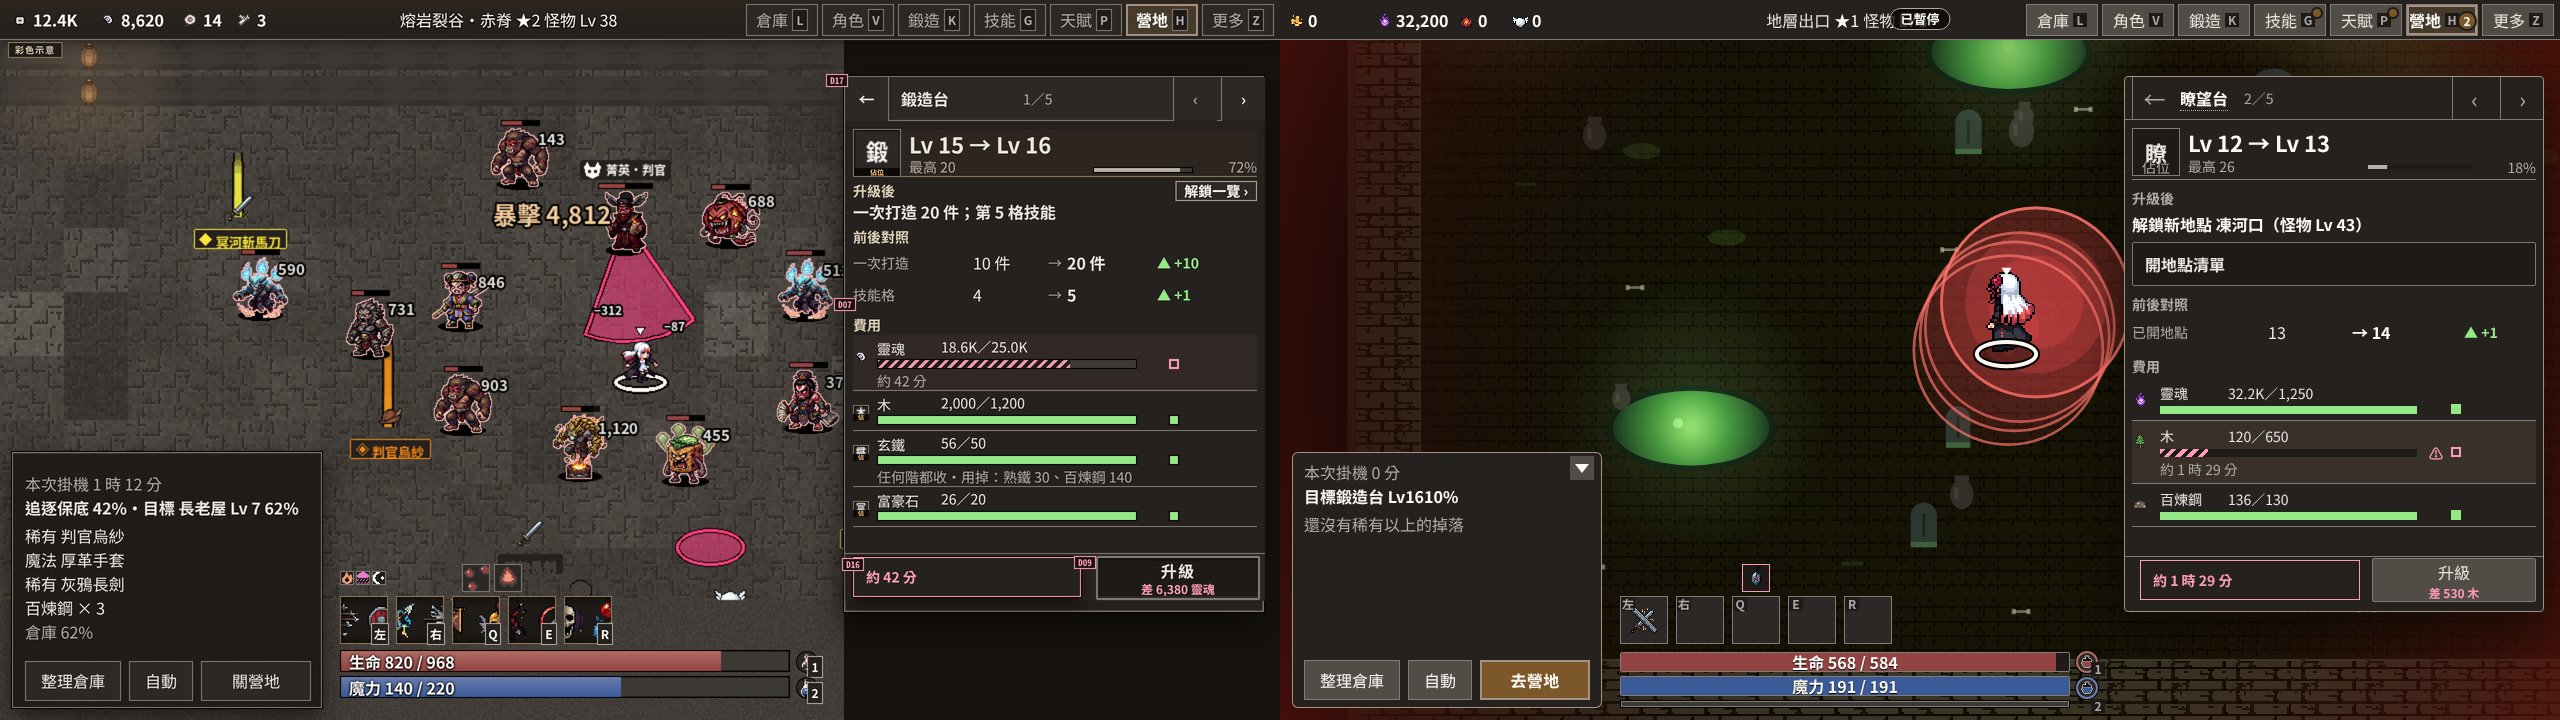 12.4K 8,620 14 3 熔岩裂谷・赤脊 ★2 怪物 Lv 38 倉庫 L 角色 V 鍛造 K 技能 G 天賦 P 營地 H 更多 Z
彩色示意
D17
← 鍛造台 1／5 ‹ ›
鍛 佔位
Lv 15 → Lv 16
最高 20 72%
升級後 解鎖一覽 ›
一次打造 20 件；第 5 格技能
前後對照
一次打造 10 件 → 20 件 ▲ +10
D07
技能格 4 → 5 ▲ +1
費用
靈魂 18.6K／25.0K
約 42 分
木 2,000／1,200
玄鐵 56／50
任何階都收・用掉：熟鐵 30、百煉鋼 140
富豪石 26／20
D16
約 42 分
D09
升級
差 6,380 靈魂
143
菁英・判官
暴擊 4,812
688
冥河斬馬刀
590
846
731
-312
-87
903
判官烏紗
1,120
455
本次掛機 1 時 12 分
追逐保底 42%・目標 長老屋 Lv 7 62%
稀有 判官烏紗
魔法 厚革手套
稀有 灰鴉長劍
百煉鋼 × 3
倉庫 62%
整理倉庫 自動 關營地
左 右 Q E R
生命 820 / 968 1
魔力 140 / 220 2
0 32,200 0 0 地層出口 ★1 怪物 已暫停 倉庫 L 角色 V 鍛造 K 技能 G 天賦 P 營地 H 2 更多 Z
← 瞭望台 2／5 ‹ ›
瞭 佔位
Lv 12 → Lv 13
最高 26 18%
升級後
解鎖新地點 凍河口（怪物 Lv 43）
開地點清單
前後對照
已開地點 13 → 14 ▲ +1
費用
靈魂 32.2K／1,250
木 120／650
約 1 時 29 分
百煉鋼 136／130
約 1 時 29 分
升級
差 530 木
本次掛機 0 分
目標鍛造台 Lv1610%
還沒有稀有以上的掉落
整理倉庫 自動 去營地
左 右 Q E R
生命 568 / 584 1
魔力 191 / 191
2